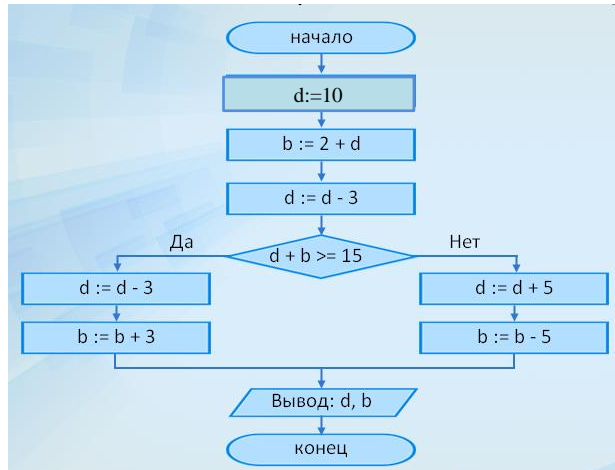 начало
d:=10
b := 2 + d
d := d - 3
d + b >= 15
Да
Нет
d := d - 3
d := d + 5
b := b + 3
b := b - 5
Вывод: d, b
конец